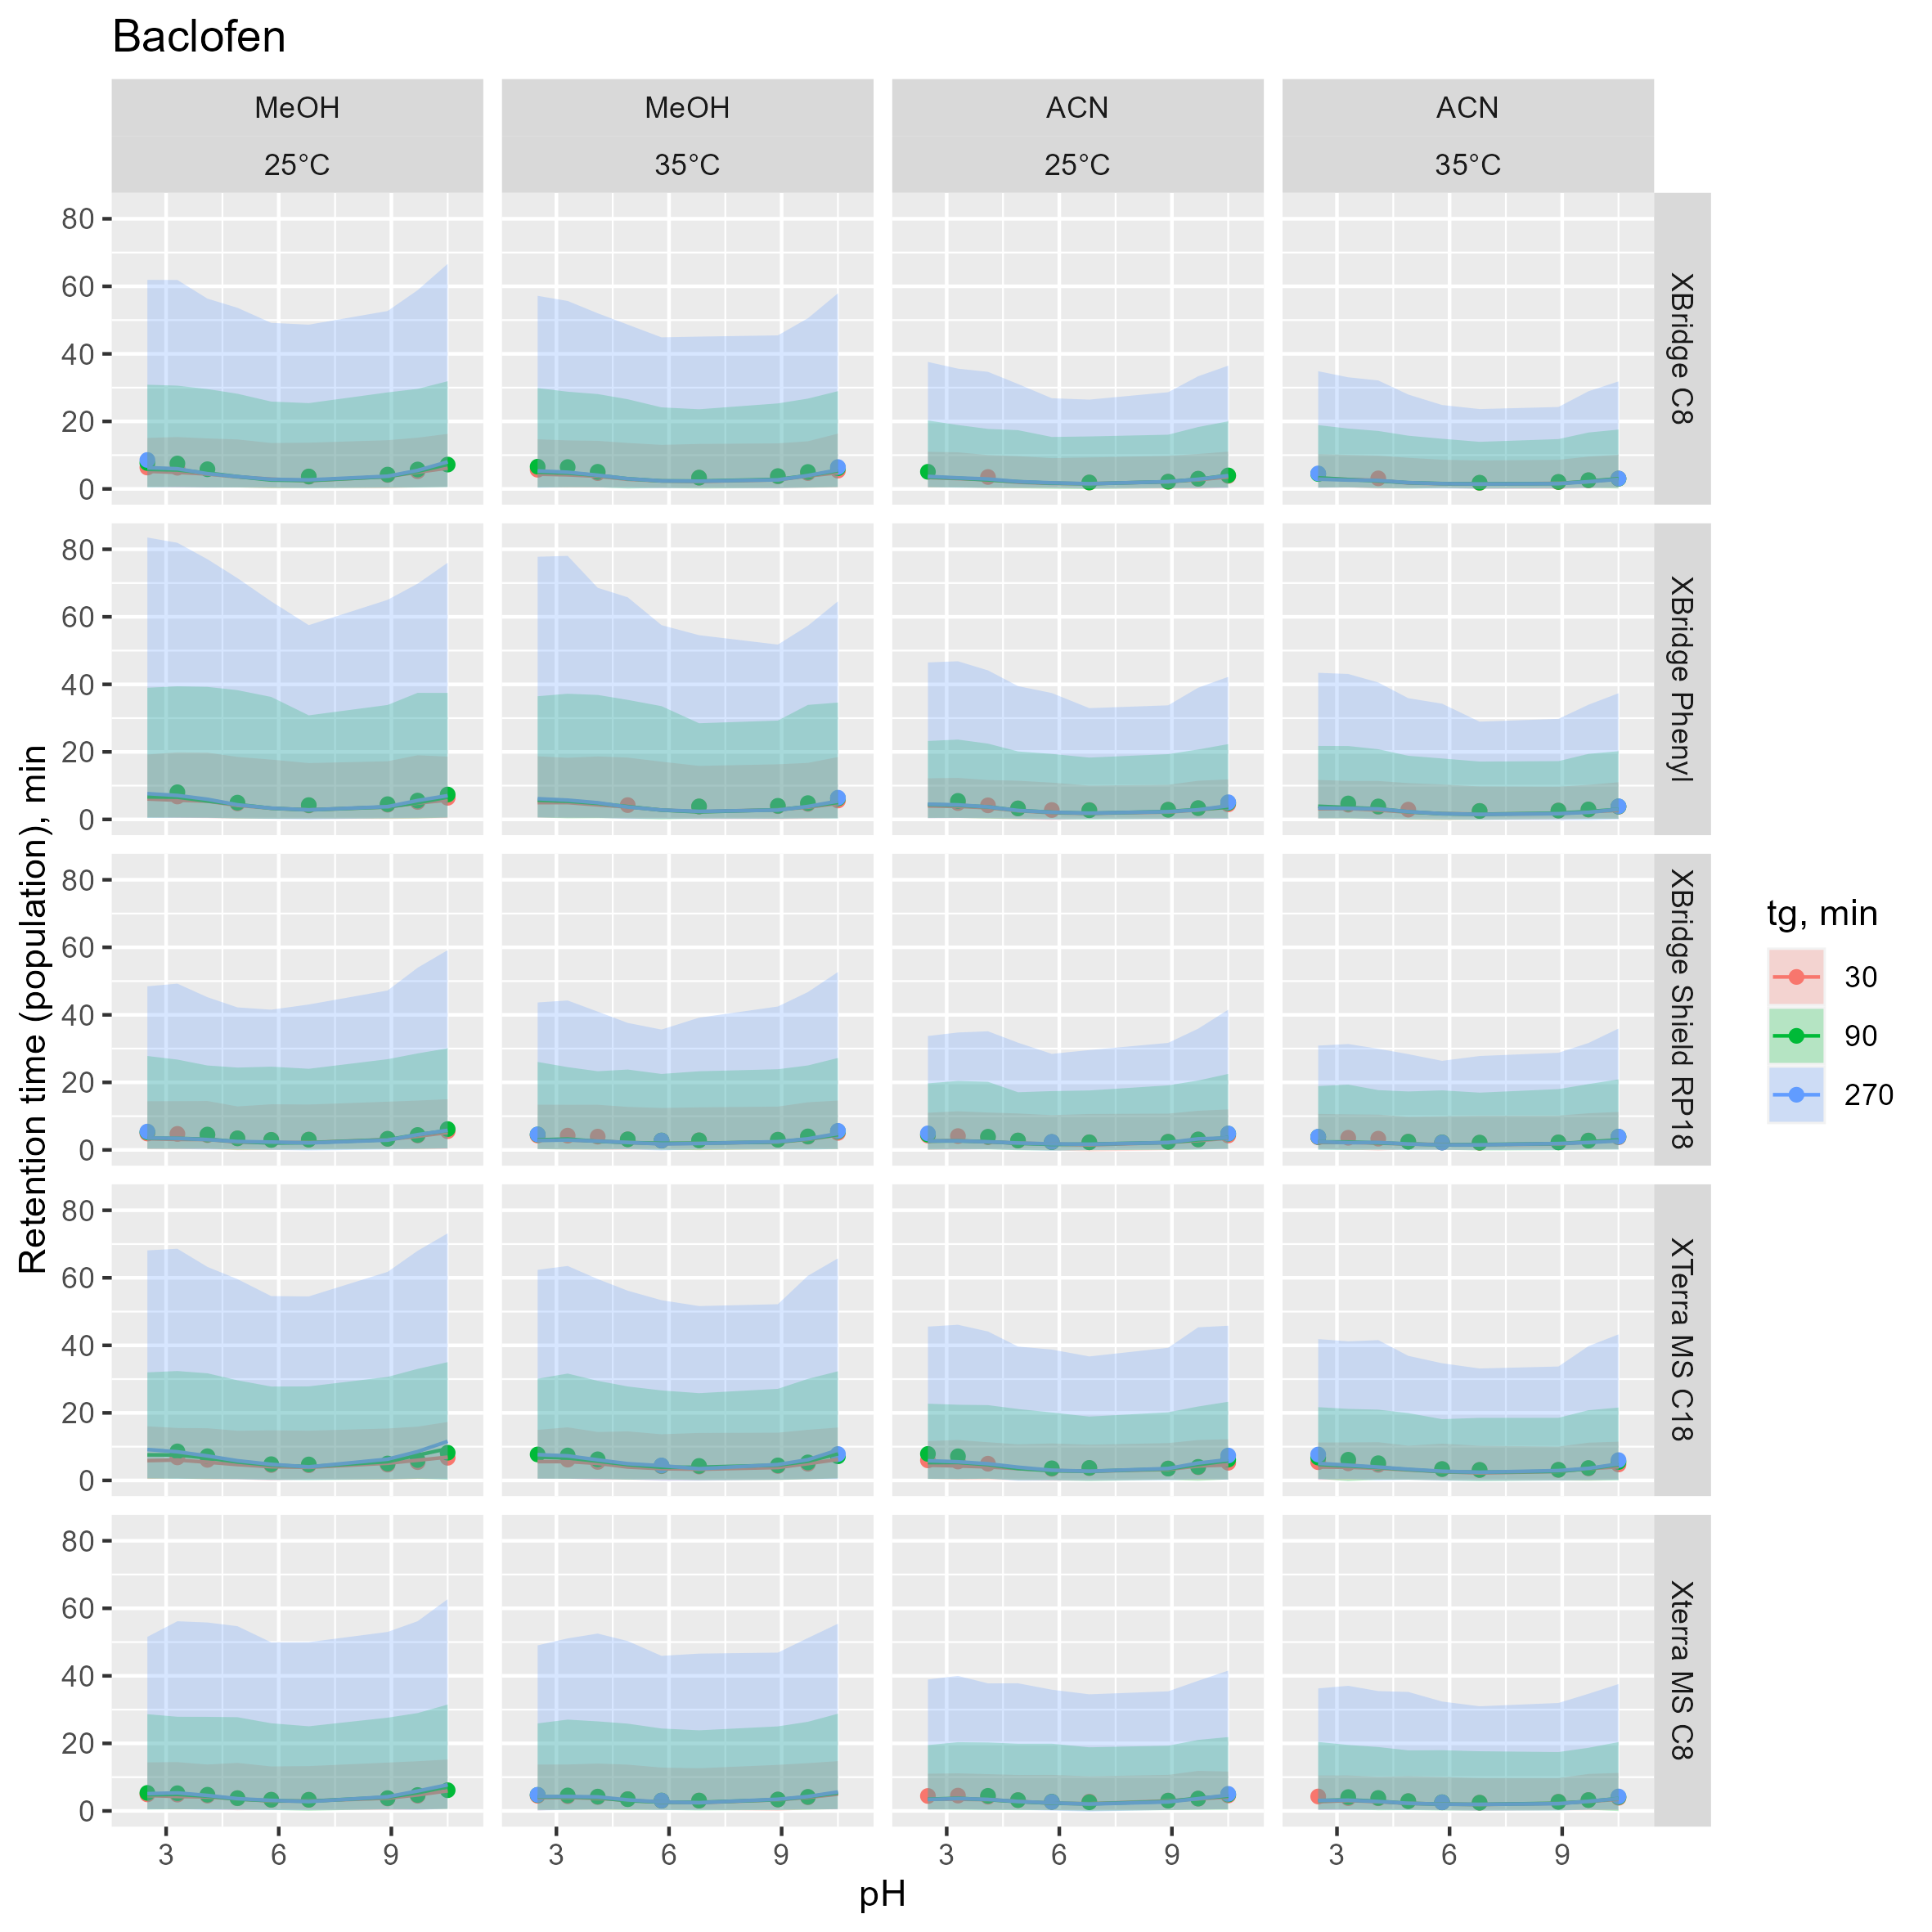 Baclofen
MeOH
MeOH
ACN
ACN
25°C
35°C
25°C
35°C
80
60
40
20
0
XBridge C8
80
60
40
20
0
XBridge Phenyl
80
60
40
20
0
XBridge Shield RP18
80
60
40
20
0
XTerra MS C18
80
60
40
20
0
Xterra MS C8
3
6
9
3
6
9
3
6
9
3
6
9
pH
Retention time (population), min
tg, min
30
90
270